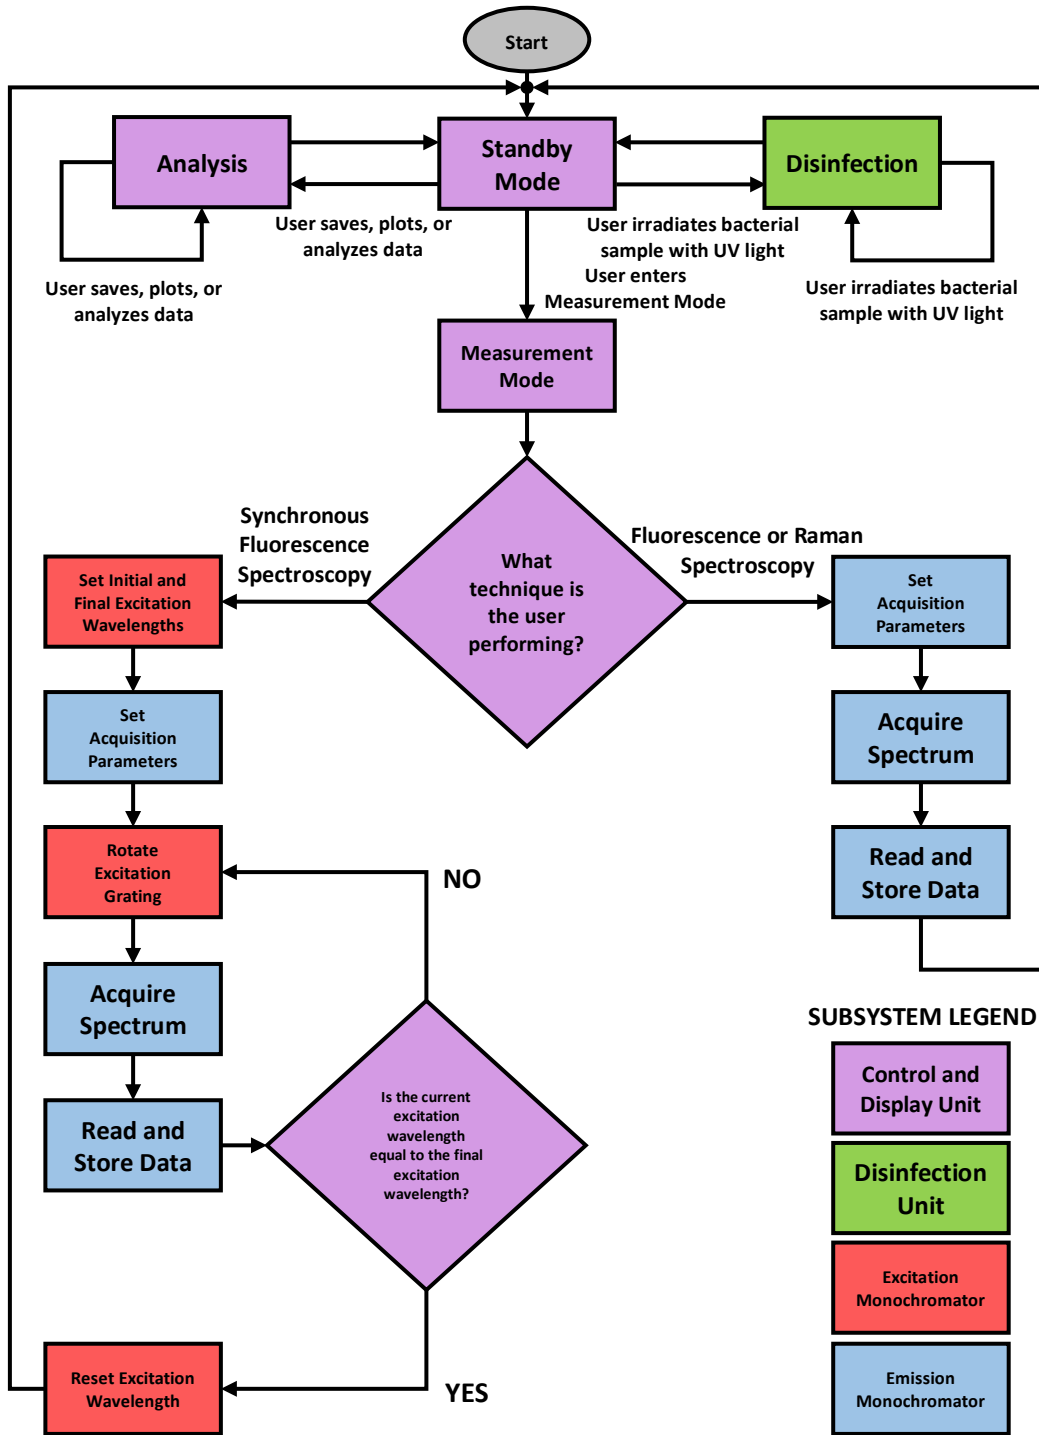 Start
Analysis
Standby
Mode
Disinfection
User saves, plots, or
analyzes data
User irradiates bacterial
sample with UV light
User enters
Measurement Mode
User saves, plots, or
analyzes data
User irradiates bacterial
sample with UV light
Measurement
Mode
Synchronous
Fluorescence
Spectroscopy
Fluorescence or Raman
Spectroscopy
What
technique is
the user
performing?
Set Initial and
Final Excitation
Wavelengths
Set
Acquisition
Parameters
Set
Acquisition
Parameters
Acquire
Spectrum
Rotate
Excitation
Grating
NO
Read and
Store Data
Acquire
Spectrum
Read and
Store Data
Is the current
excitation
wavelength
equal to the final
excitation
wavelength?
Reset Excitation
Wavelength
YES
SUBSYSTEM LEGEND
Control and
Display Unit
Disinfection
Unit
Excitation
Monochromator
Emission
Monochromator